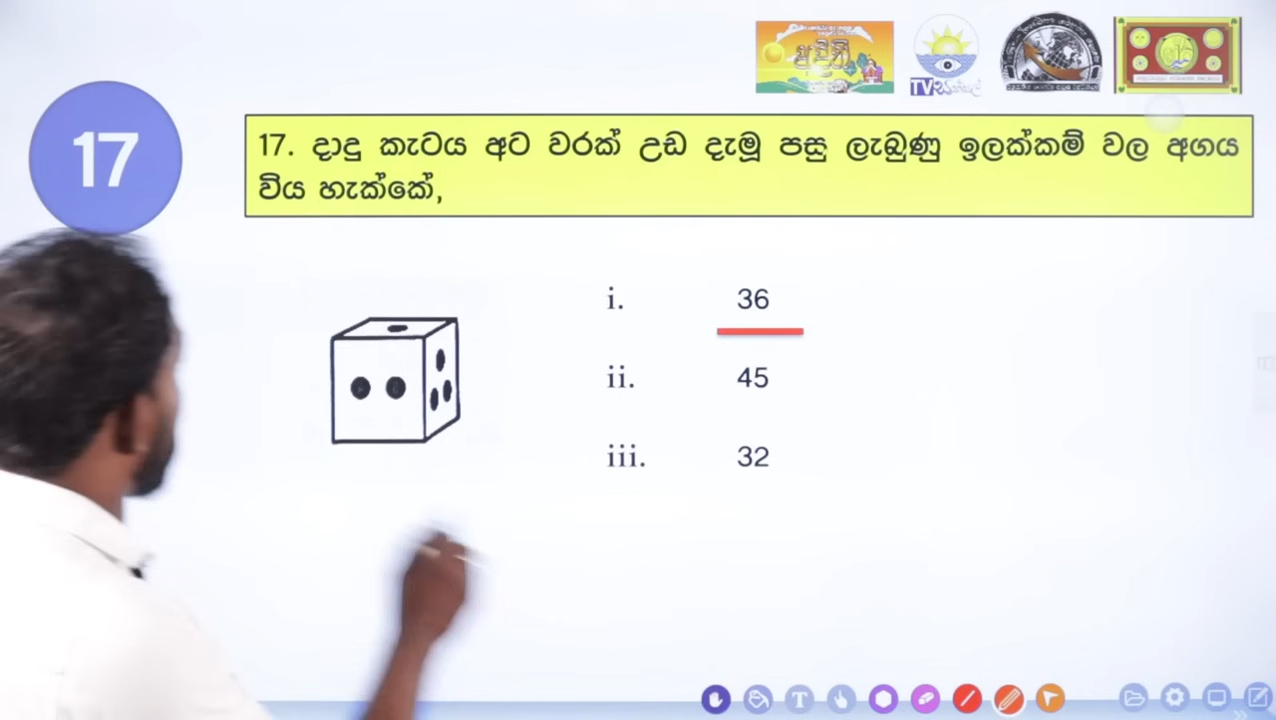 17
17. දාදු කැටය අට වරක් උඩ දැමූ පසු ලැබුණු ඉලක්කම් වල අගය
විය හැක්කේ,
i. 36
ii. 45
iii. 32